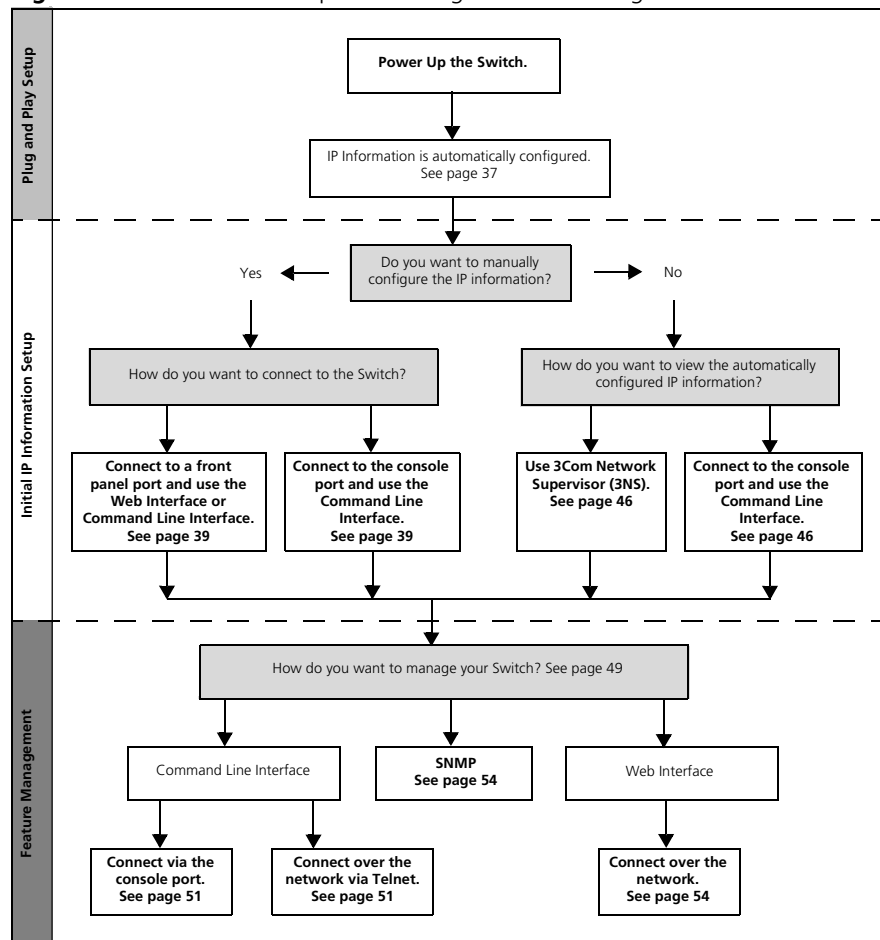 Plug and Play Setup
Power Up the Switch.
IP Information is automatically configured.
See page 37
Initial IP Information Setup
Do you want to manually
configure the IP information?
Yes
No
How do you want to connect to the Switch?
How do you want to view the automatically
configured IP information?
Connect to a front
panel port and use the
Web Interface or
Command Line Interface.
See page 39
Connect to the console
port and use the
Command Line
Interface.
See page 39
Use 3Com Network
Supervisor (3NS).
See page 46
Connect to the console
port and use the
Command Line
Interface.
See page 46
Feature Management
How do you want to manage your Switch? See page 49
Command Line Interface
SNMP
See page 54
Web Interface
Connect via the
console port.
See page 51
Connect over the
network via Telnet.
See page 51
Connect over the
network.
See page 54